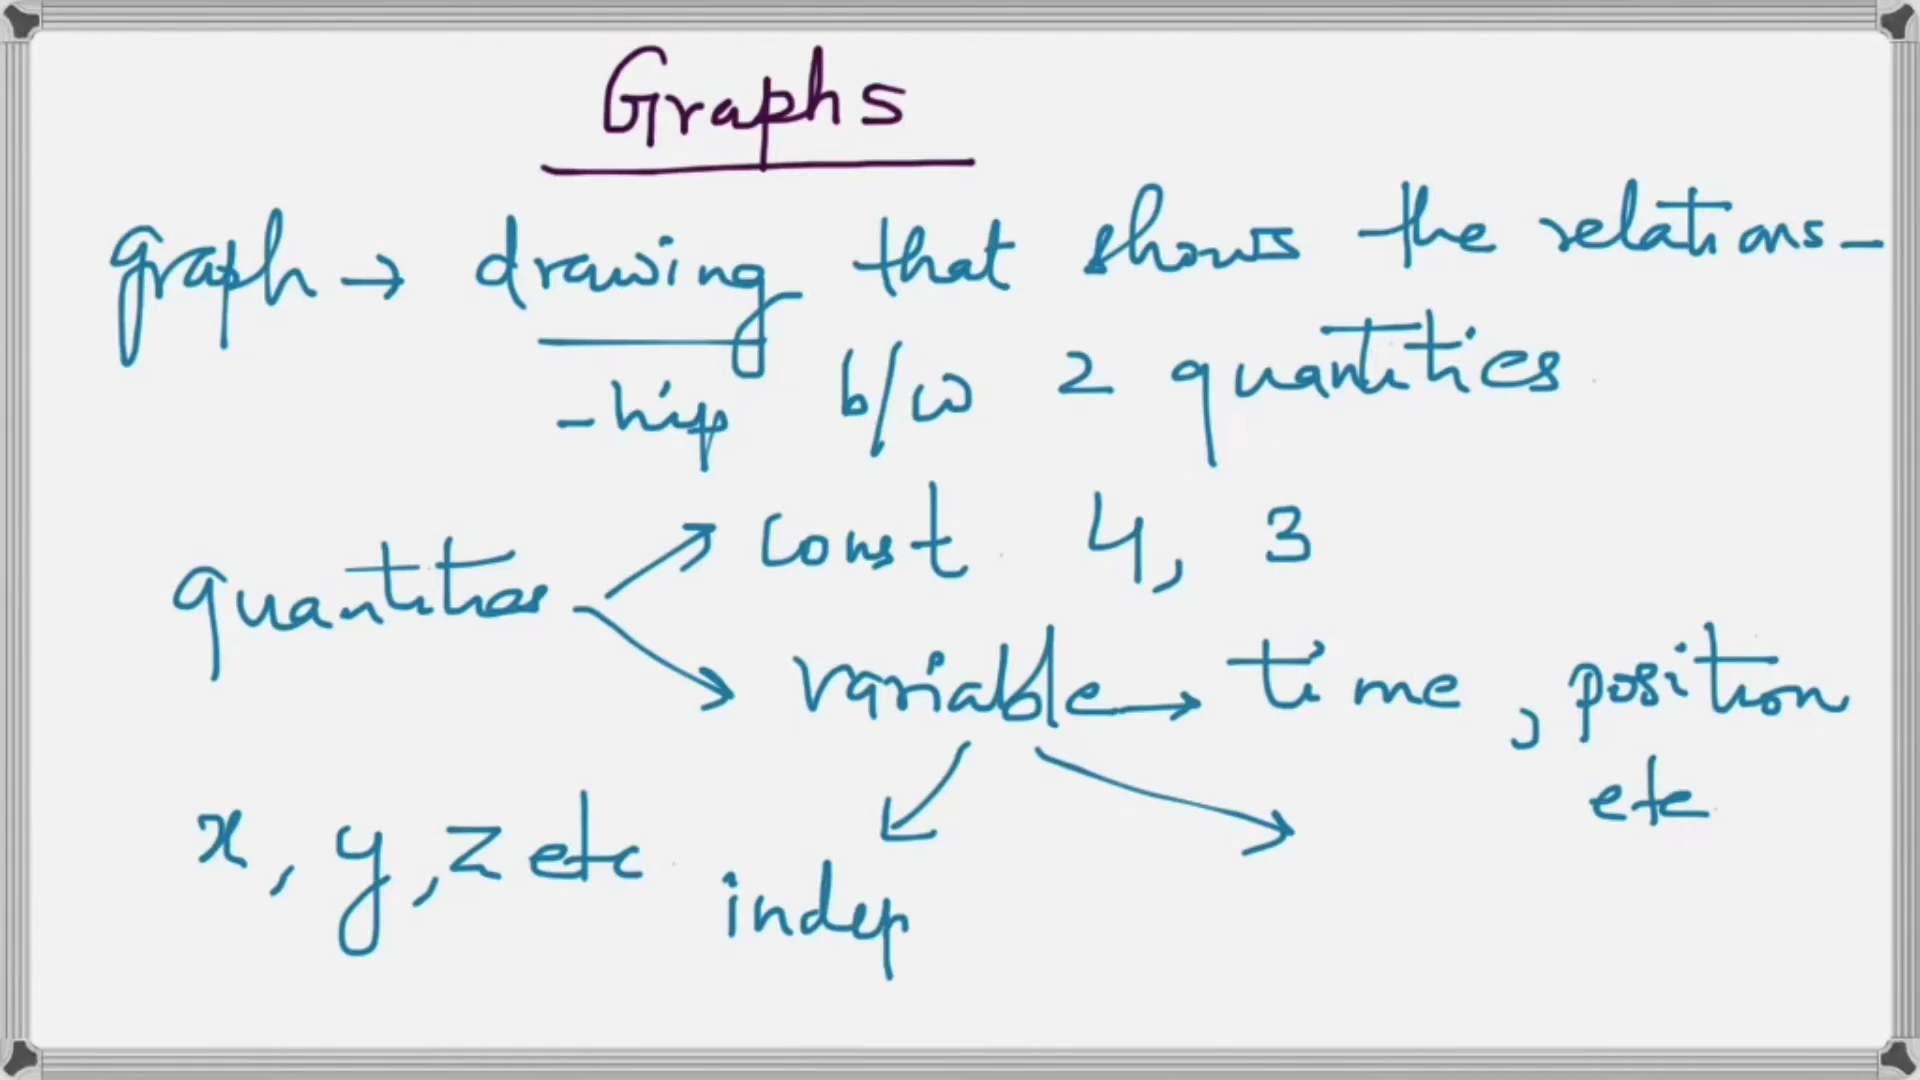 Graphs
graph → drawing that shows the relations-
-hip b/w 2 quantities
quantities → const 4, 3
→ variable → time, position
etc
x, y, z etc
indep